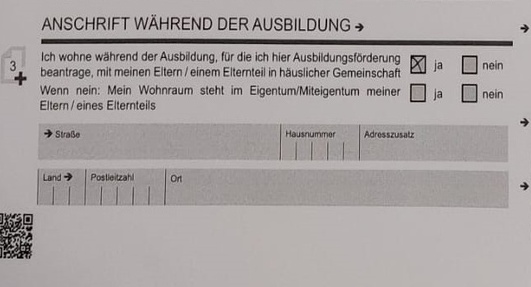 ANSCHRIFT WÄHREND DER AUSBILDUNG →
3 Ich wohne während der Ausbildung, für die ich hier Ausbildungsförderung
beantrage, mit meinen Eltern / einem Elternteil in häuslicher Gemeinschaft ja nein
Wenn nein: Mein Wohnraum steht im Eigentum/Miteigentum meiner
Eltern / eines Elternteils ja nein
→ Straße Hausnummer Adresszusatz
Land → Postleitzahl Ort